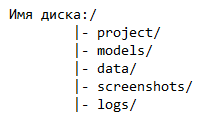 Имя диска:/
|- project/
|- models/
|- data/
|- screenshots/
|- logs/